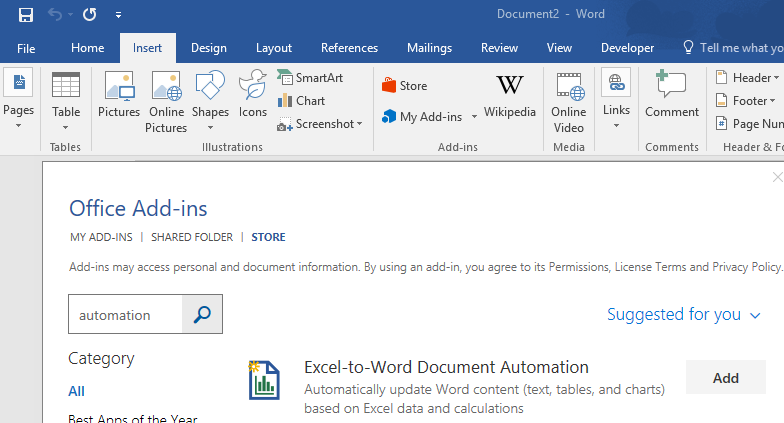 Document2 - Word
File Home Insert Design Layout References Mailings Review View Developer Tell me what yo
Pages
Table
Pictures
Online Pictures
Shapes
Icons
SmartArt
Chart
Screenshot
Store
My Add-ins
W
Wikipedia
Online Video
Links
Comment
Header
Footer
Page Num
Tables Illustrations Add-ins Media Comments Header & Fo
Office Add-ins
MY ADD-INS | SHARED FOLDER | STORE
Add-ins may access personal and document information. By using an add-in, you agree to its Permissions, License Terms and Privacy Policy.
automation
Suggested for you
Category
All
Best Apps of the Year
Excel-to-Word Document Automation
Add
Automatically update Word content (text, tables, and charts)
based on Excel data and calculations